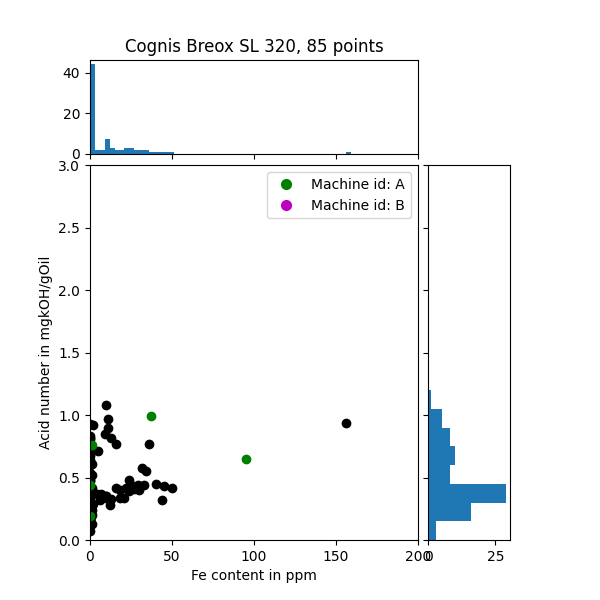 Cognis Breox SL 320, 85 points
40
20
0
3.0
2.5
2.0
1.5
1.0
0.5
0.0
Acid number in mgkOH/gOil
Machine id: A
Machine id: B
0 50 100 150 200
0 25
Fe content in ppm